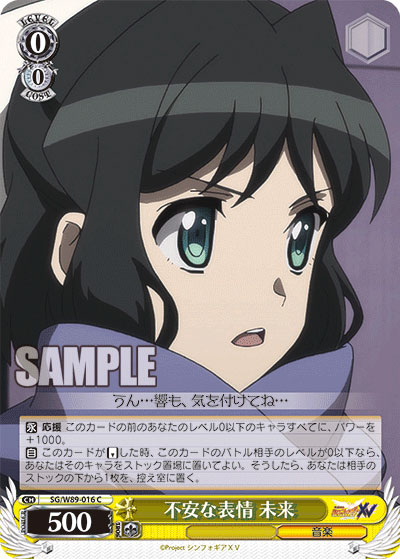 LEVEL
0
0
COST
SAMPLE
うん…響も、気を付けてね…
永 応援 このカードの前のあなたのレベル0以下のキャラすべてに、パワーを
+1000。
自 このカードが した时、このカードのバトル相手のレベルが0以下なら、
あなたはそのキャラをストック置場に置いてよい。そうしたら、あなたは相手の
ストックの下から1枚を、控え室に置く。
CH SG/W89-016 C
500
不安な表情 未来
XV
音楽
©Project シンフォギアＸＶ